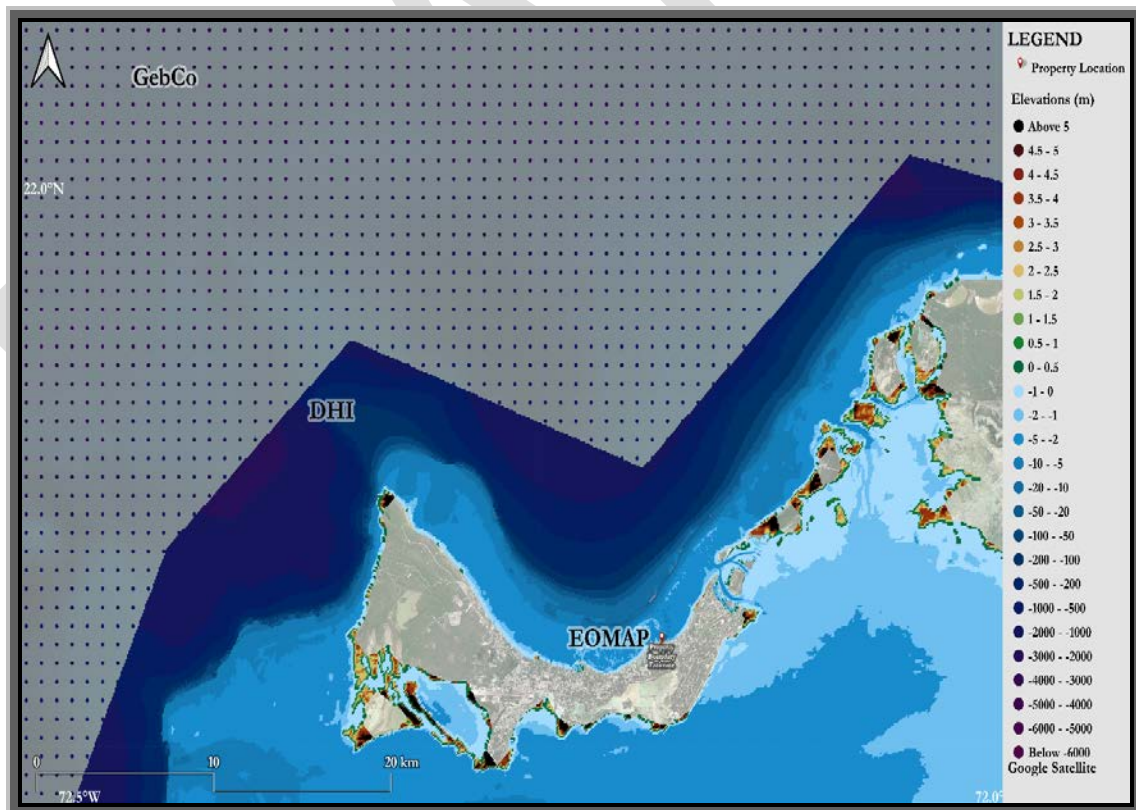 GebCo
22.0°N
DHI
EOMAP
Property
0
10
20 km
72.5°W
72.0°
LEGEND
Property Location
Elevations (m)
Above 5
4.5 - 5
4 - 4.5
3.5 - 4
3 - 3.5
2.5 - 3
2 - 2.5
1.5 - 2
1 - 1.5
0.5 - 1
0 - 0.5
-1 - 0
-2 - -1
-5 - -2
-10 - -5
-20 - -10
-50 - -20
-100 - -50
-200 - -100
-500 - -200
-1000 - -500
-2000 - -1000
-3000 - -2000
-4000 - -3000
-5000 - -4000
-6000 - -5000
Below -6000
Google Satellite